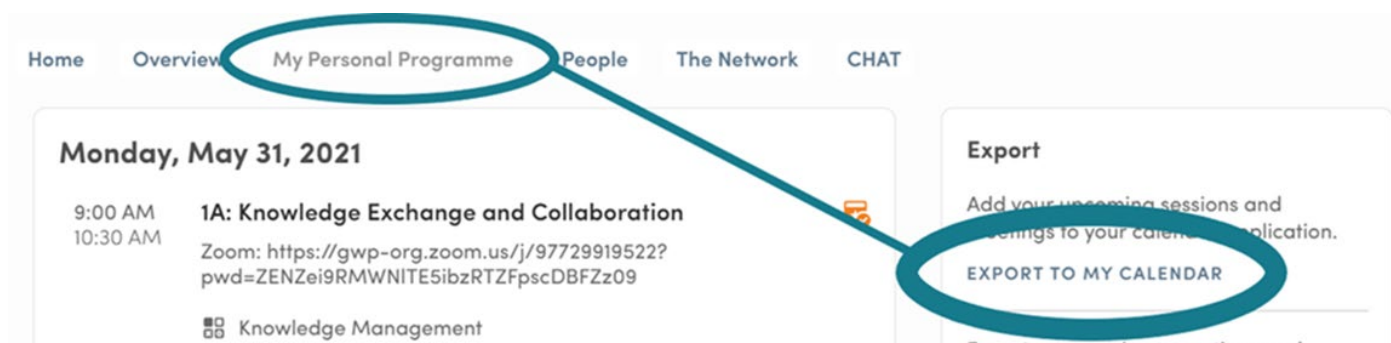 Home Overview My Personal Programme People The Network CHAT
Monday, May 31, 2021
9:00 AM
10:30 AM
1A: Knowledge Exchange and Collaboration
Zoom: https://gwp-org.zoom.us/j/97729919522?
pwd=ZENZei9RMWNlTE5ibzRTZFpscDBFZz09
Knowledge Management
Export
Add your upcoming sessions and
to your
EXPORT TO MY CALENDAR